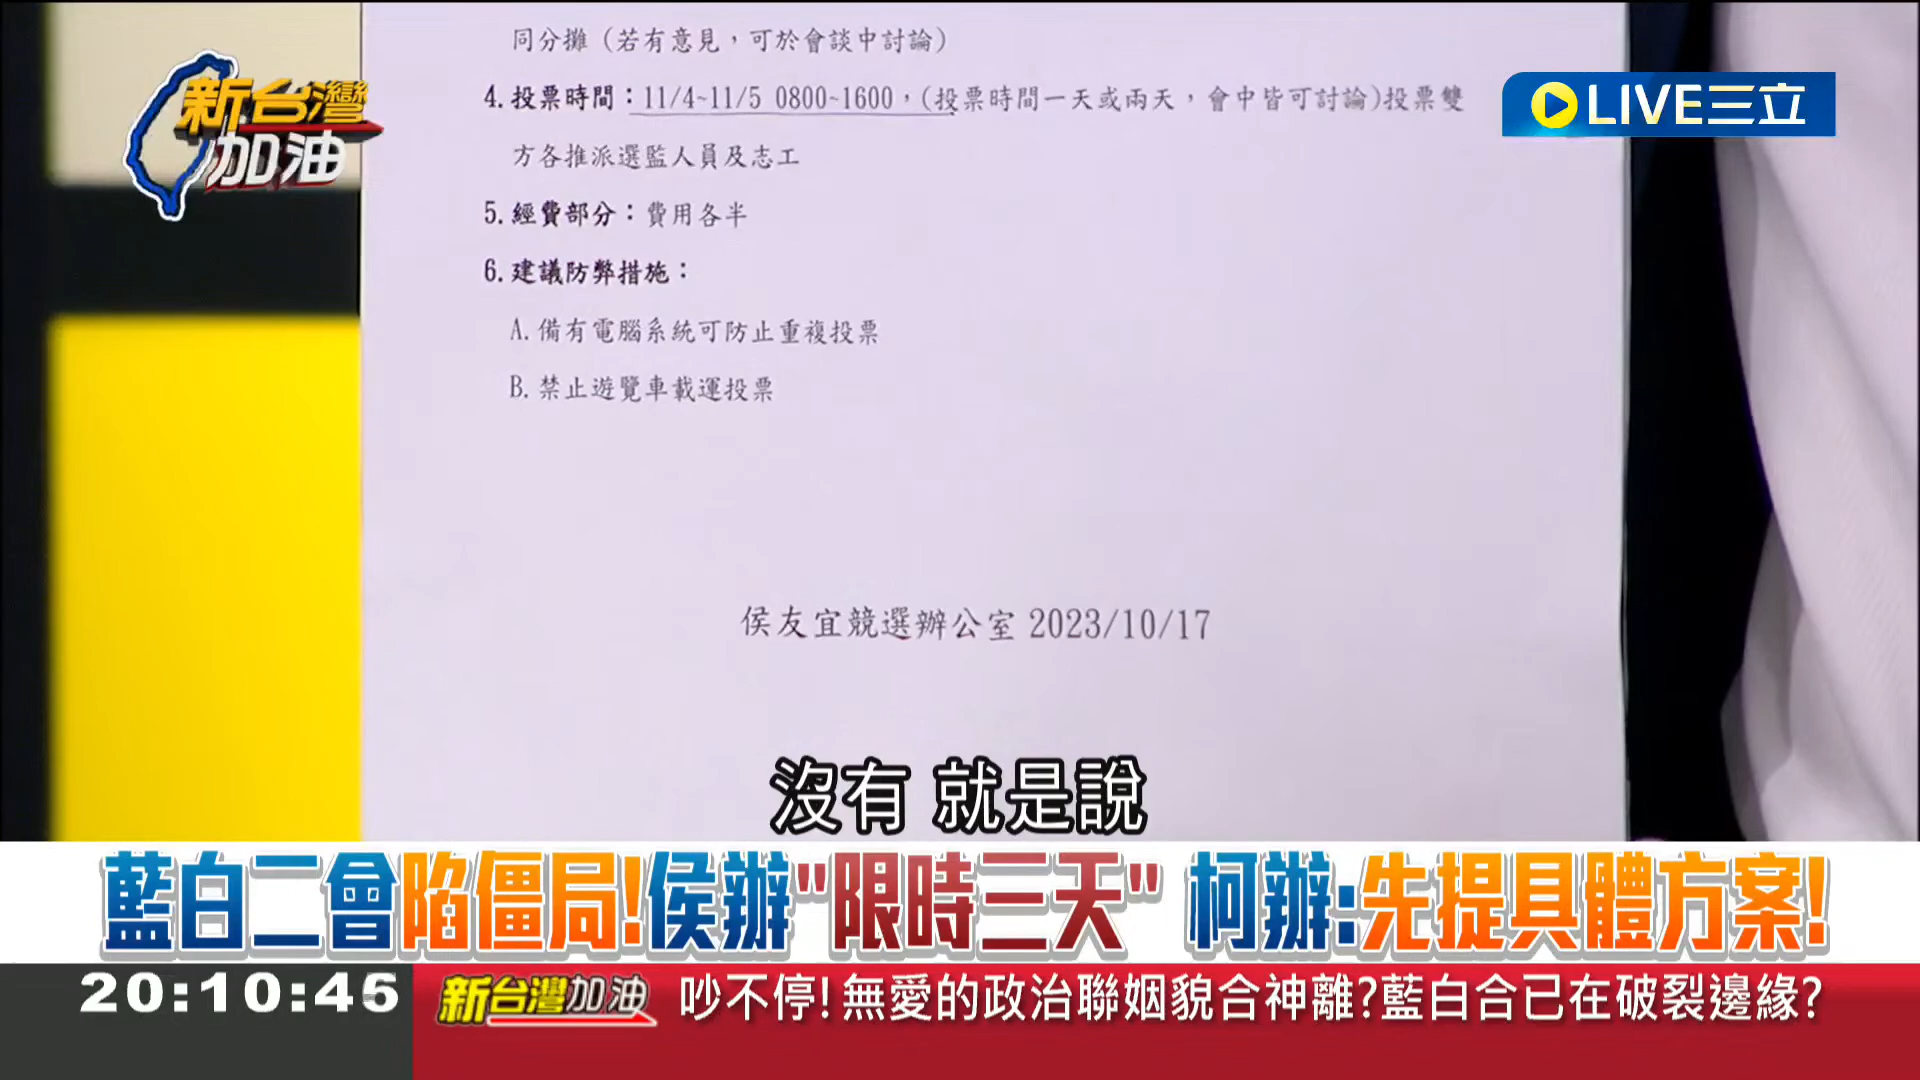 同分攤（若有意見，可於會談中討論）
新台灣
加油
LIVE三立
4.投票時間：11/4~11/5 0800~1600，(投票時間一天或兩天，會中皆可討論)投票雙
方各推派選監人員及志工
5.經費部分：費用各半
6.建議防弊措施：
A.備有電腦系統可防止重複投票
B.禁止遊覽車載運投票
侯友宜競選辦公室 2023/10/17
沒有 就是說
藍白二會陷僵局!侯辦"限時三天" 柯辦:先提具體方案!
20:10:45
新台灣加油 吵不停!無愛的政治聯姻貌合神離?藍白合已在破裂邊緣?